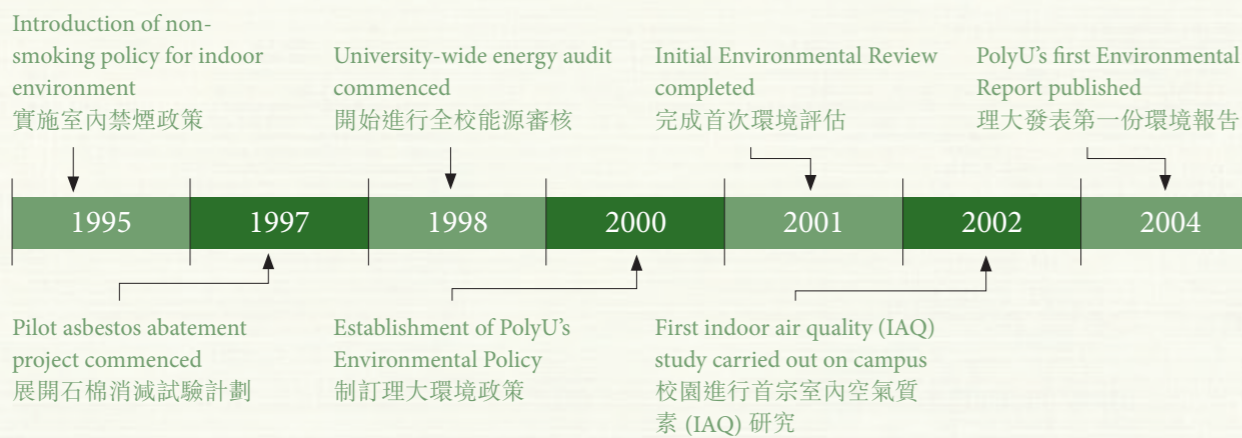 Introduction of non-
smoking policy for indoor
environment
實施室內禁煙政策
University-wide energy audit
commenced
開始進行全校能源審核
Initial Environmental Review
completed
完成首次環境評估
PolyU's first Environmental
Report published
理大發表第一份環境報告
1995
1997
1998
2000
2001
2002
2004
Pilot asbestos abatement
project commenced
展開石棉消減試驗計劃
Establishment of PolyU's
Environmental Policy
制訂理大環境政策
First indoor air quality (IAQ)
study carried out on campus
校園進行首宗室內空氣質
素 (IAQ) 研究